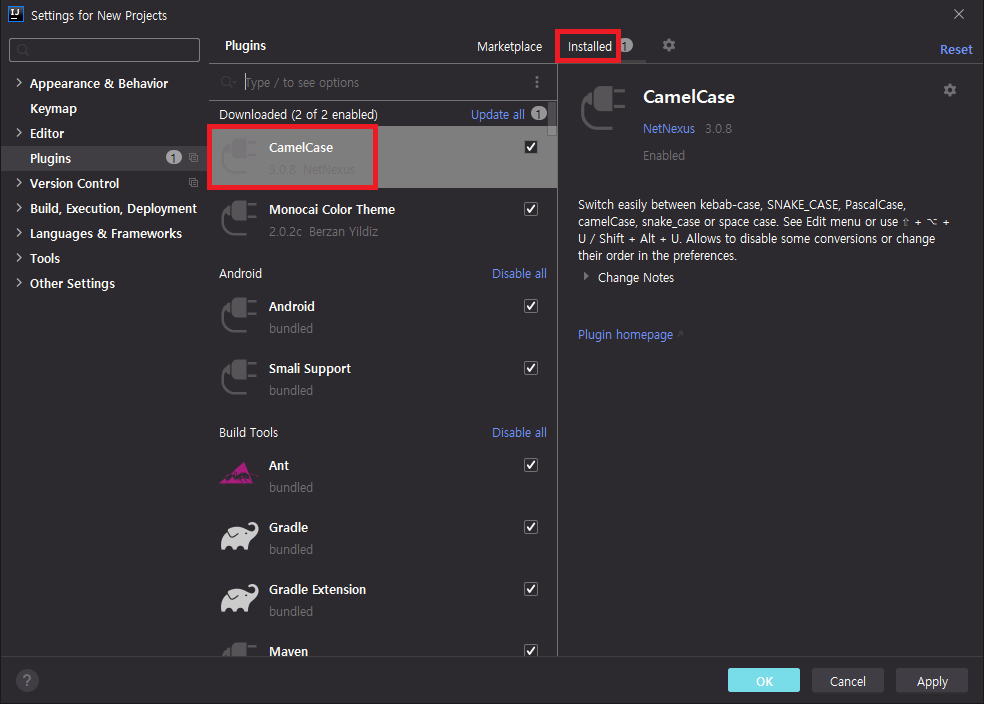 Settings for New Projects
Plugins
Marketplace
Installed
1
Reset
Appearance & Behavior
Keymap
Editor
Plugins
1
Version Control
Build, Execution, Deployment
Languages & Frameworks
Tools
Other Settings
Type / to see options
Downloaded (2 of 2 enabled)
Update all
1
CamelCase
3.0.8 NetNexus
Monocai Color Theme
2.0.2c Berzan Yildiz
Android
Disable all
Android
bundled
Smali Support
bundled
Build Tools
Disable all
Ant
bundled
Gradle
bundled
Gradle Extension
bundled
Maven
CamelCase
NetNexus 3.0.8
Enabled
Switch easily between kebab-case, SNAKE_CASE, PascalCase,
camelCase, snake_case or space case. See Edit menu or use ⇧ + ⌥ +
U / Shift + Alt + U. Allows to disable some conversions or change
their order in the preferences.
Change Notes
Plugin homepage
?
OK
Cancel
Apply